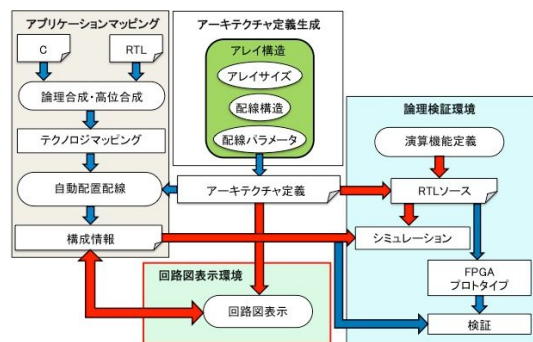 アプリケーションマッピング
C
RTL
論理合成・高位合成
テクノロジマッピング
自動配置配線
構成情報
アーキテクチャ定義生成
アレイ構造
アレイサイズ
配線構造
配線パラメータ
アーキテクチャ定義
論理検証環境
演算機能定義
RTLソース
シミュレーション
FPGA
プロトタイプ
検証
回路図表示環境
回路図表示